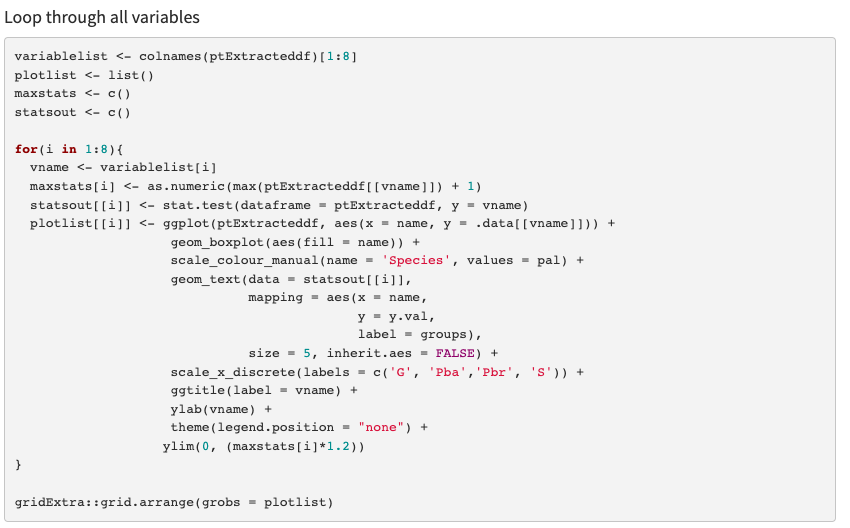 Loop through all variables
variablelist <- colnames(ptExtracteddf)[1:8]
plotlist <- list()
maxstats <- c()
statsout <- c()
for(i in 1:8){
  vname <- variablelist[i]
  maxstats[i] <- as.numeric(max(ptExtracteddf[[vname]]) + 1)
  statsout[[i]] <- stat.test(dataframe = ptExtracteddf, y = vname)
  plotlist[[i]] <- ggplot(ptExtracteddf, aes(x = name, y = .data[[vname]])) +
                     geom_boxplot(aes(fill = name)) +
                     scale_colour_manual(name = 'Species', values = pal) +
                     geom_text(data = statsout[[i]],
                               mapping = aes(x = name,
                                             y = y.val,
                                             label = groups),
                               size = 5, inherit.aes = FALSE) +
                     scale_x_discrete(labels = c('G', 'Pba','Pbr', 'S')) +
                     ggtitle(label = vname) +
                     ylab(vname) +
                     theme(legend.position = "none") +
                    ylim(0, (maxstats[i]*1.2))
}
gridExtra::grid.arrange(grobs = plotlist)